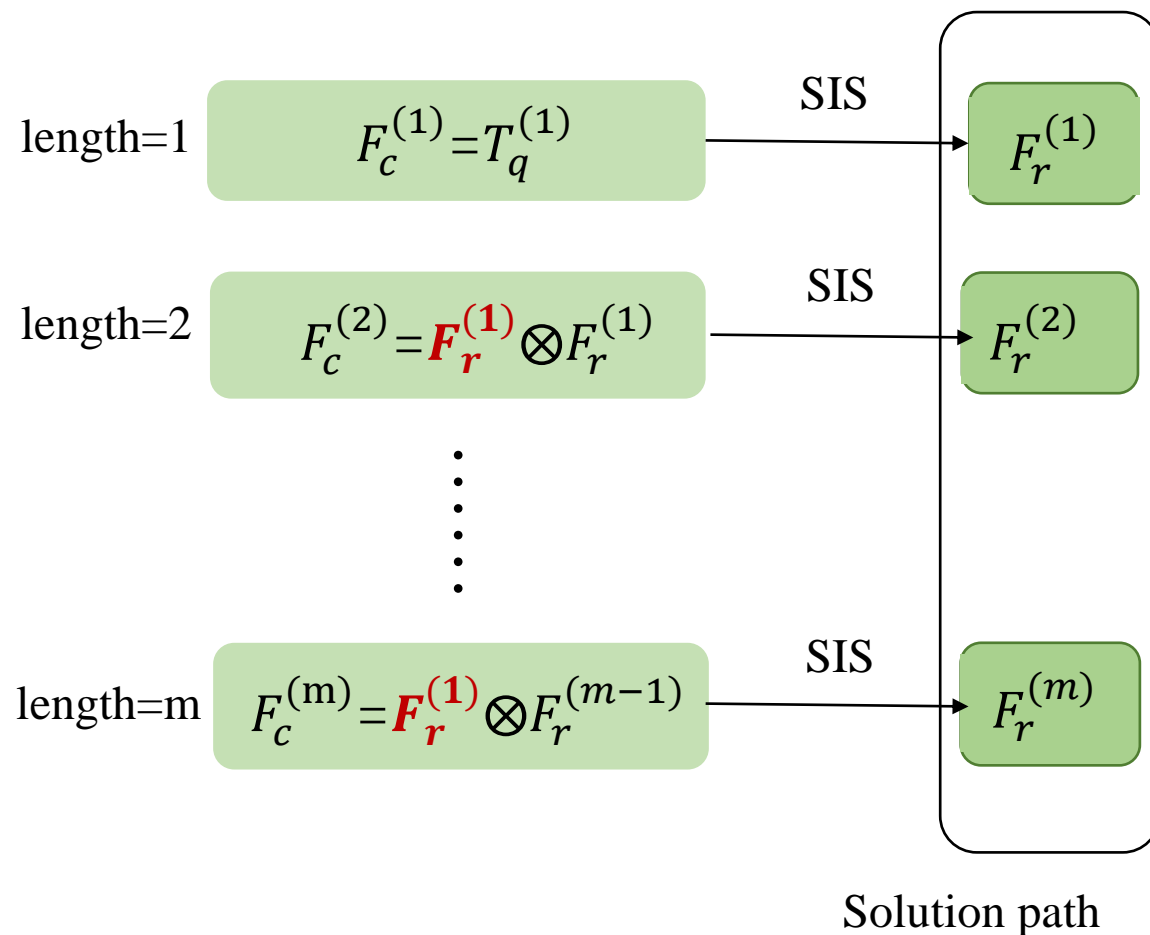 SIS
length=1
F_c^{(1)}=T_q^{(1)}
F_r^{(1)}
SIS
length=2
F_c^{(2)}=F_r^{(1)}⊗F_r^{(1)}
F_r^{(2)}
SIS
length=m
F_c^{(m)}=F_r^{(1)}⊗F_r^{(m−1)}
F_r^{(m)}
Solution path